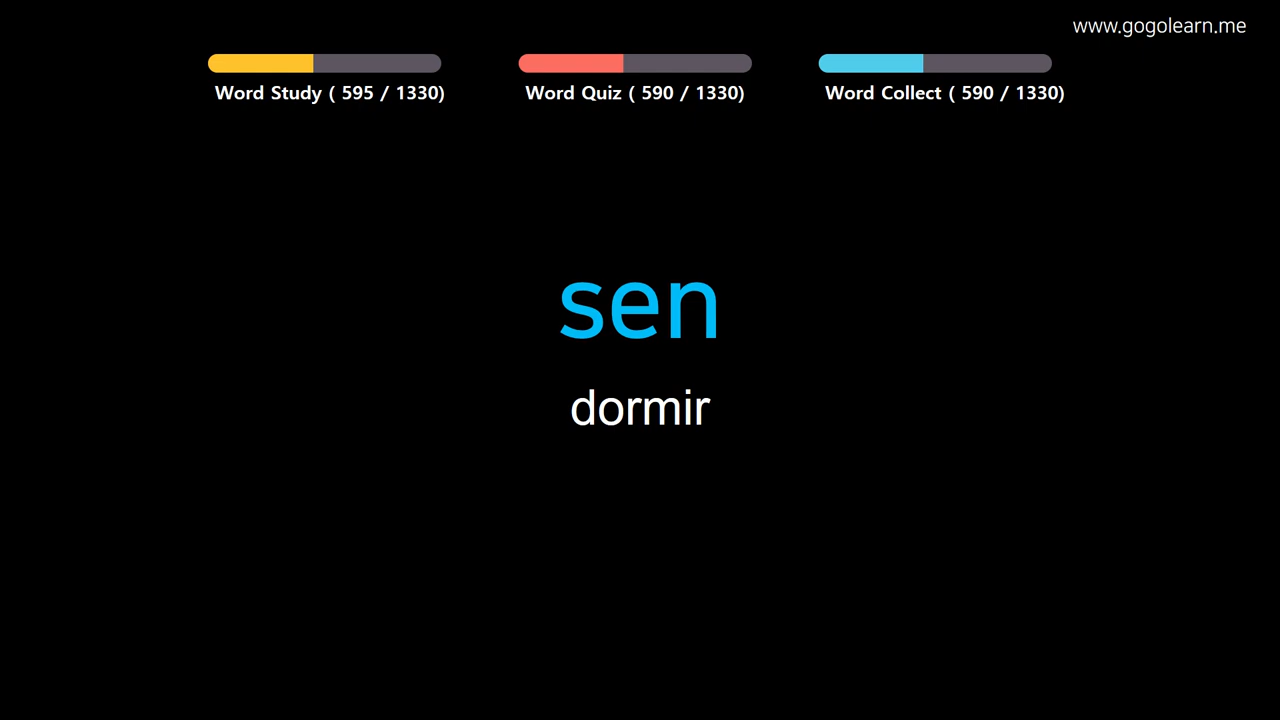 www.gogolearn.me
Word Study ( 595 / 1330)
Word Quiz ( 590 / 1330)
Word Collect ( 590 / 1330)
sen
dormir